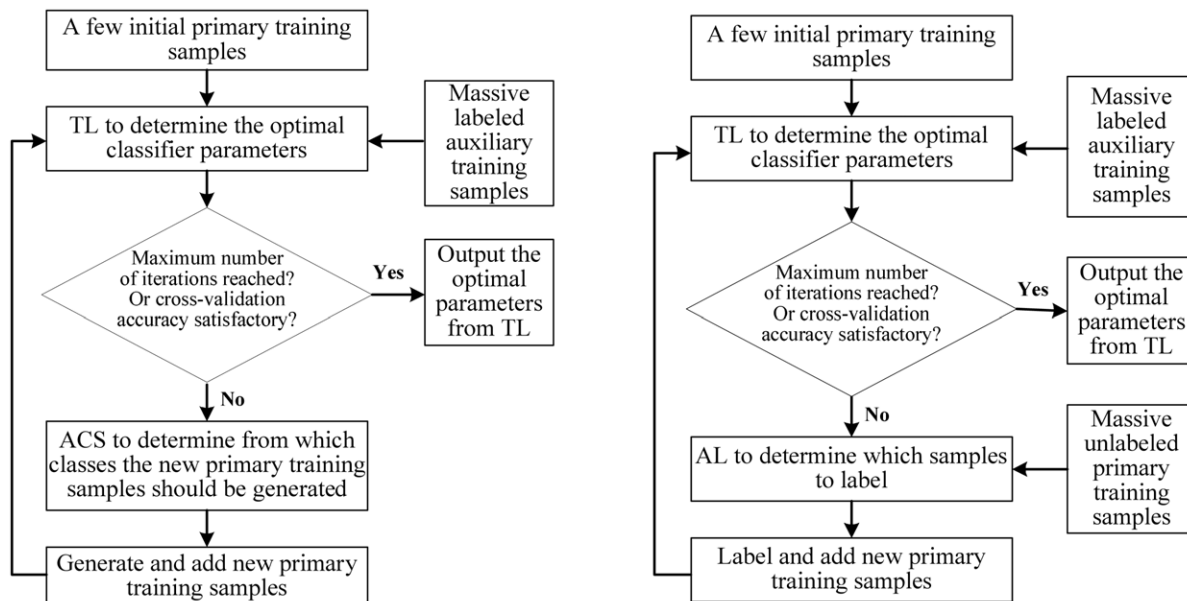 A few initial primary training
samples
TL to determine the optimal
classifier parameters
Massive
labeled
auxiliary
training
samples
Maximum number
of iterations reached?
Or cross-validation
accuracy satisfactory?
Yes
Output the
optimal
parameters
from TL
No
ACS to determine from which
classes the new primary training
samples should be generated
Generate and add new primary
training samples
A few initial primary training
samples
TL to determine the optimal
classifier parameters
Massive
labeled
auxiliary
training
samples
Maximum number
of iterations reached?
Or cross-validation
accuracy satisfactory?
Yes
Output the
optimal
parameters
from TL
No
AL to determine which samples
to label
Massive
unlabeled
primary
training
samples
Label and add new primary
training samples